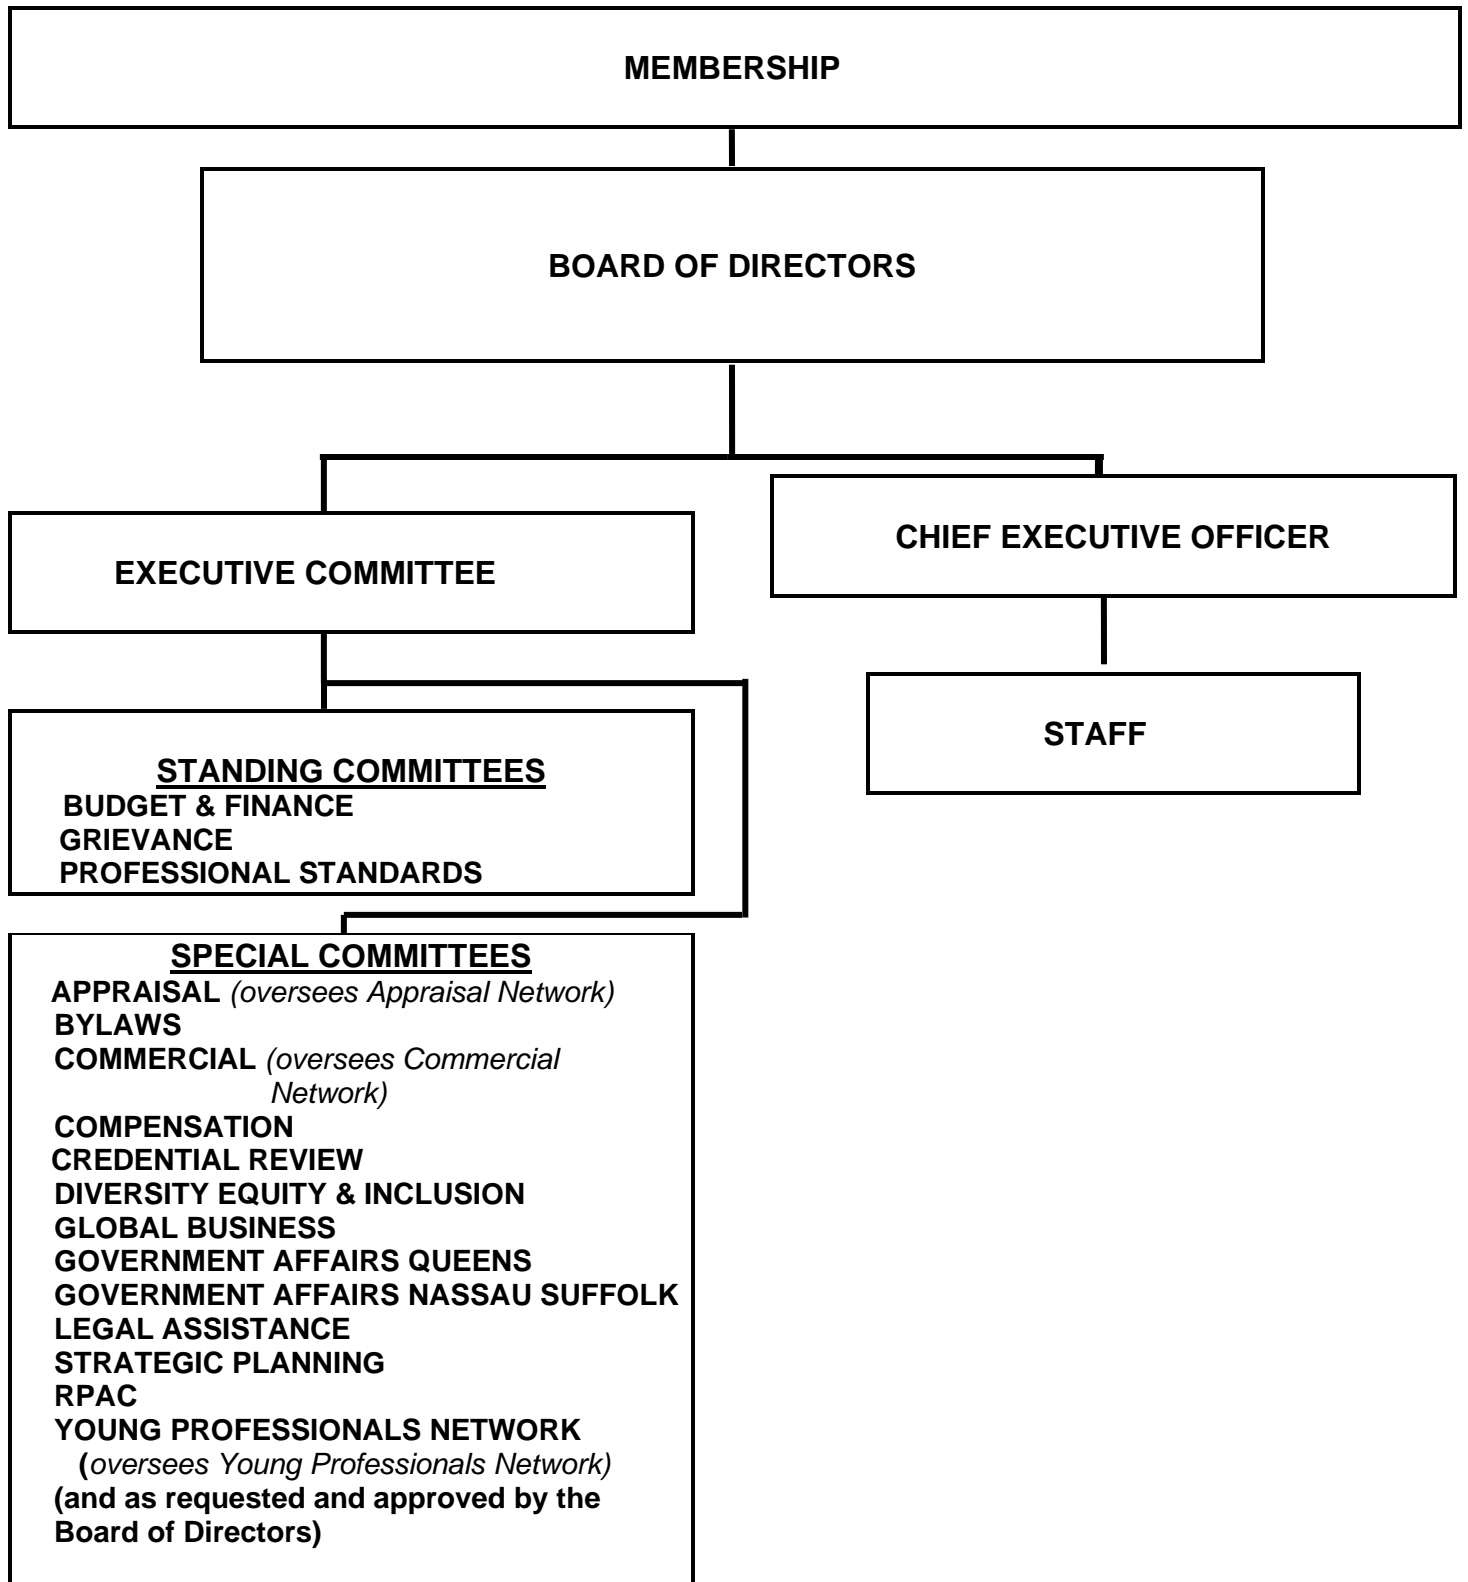 MEMBERSHIP
BOARD OF DIRECTORS
EXECUTIVE COMMITTEE
CHIEF EXECUTIVE OFFICER
STAFF
STANDING COMMITTEES
BUDGET & FINANCE
GRIEVANCE
PROFESSIONAL STANDARDS
SPECIAL COMMITTEES
APPRAISAL (oversees Appraisal Network)
BYLAWS
COMMERCIAL (oversees Commercial
Network)
COMPENSATION
CREDENTIAL REVIEW
DIVERSITY EQUITY & INCLUSION
GLOBAL BUSINESS
GOVERNMENT AFFAIRS QUEENS
GOVERNMENT AFFAIRS NASSAU SUFFOLK
LEGAL ASSISTANCE
STRATEGIC PLANNING
RPAC
YOUNG PROFESSIONALS NETWORK
(oversees Young Professionals Network)
(and as requested and approved by the
Board of Directors)